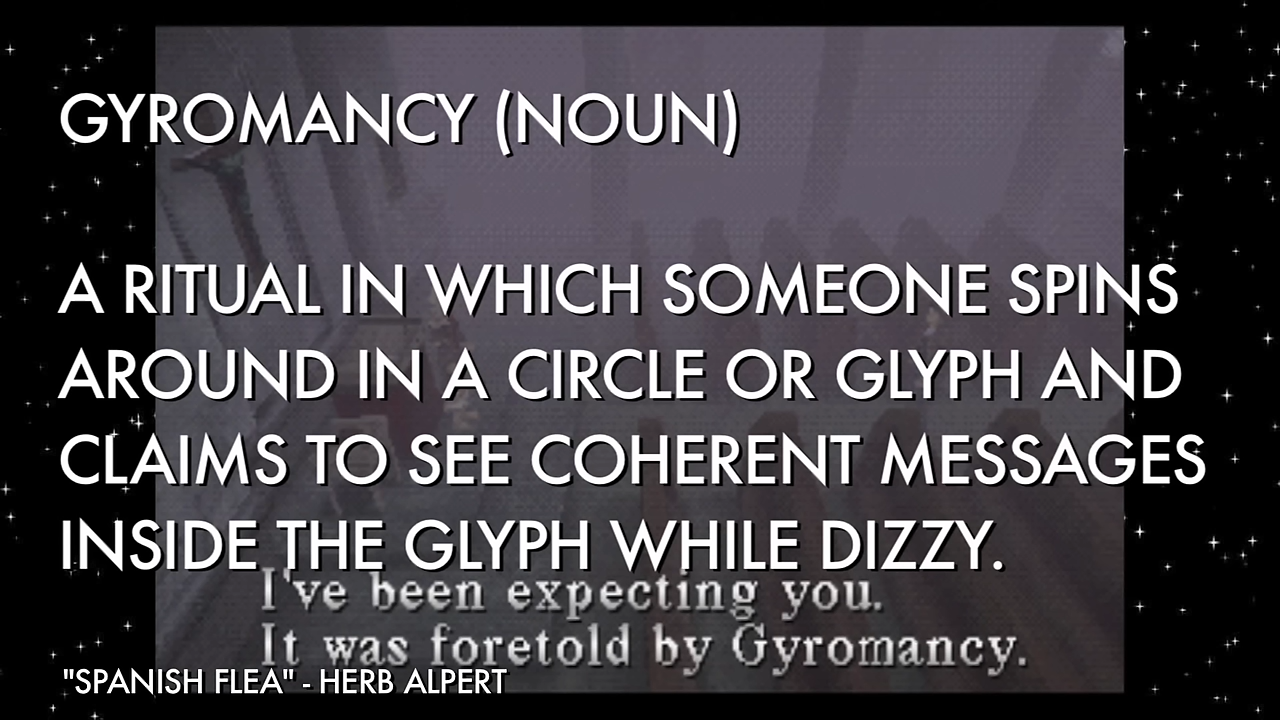 GYROMANCY (NOUN)
A RITUAL IN WHICH SOMEONE SPINS
AROUND IN A CIRCLE OR GLYPH AND
CLAIMS TO SEE COHERENT MESSAGES
INSIDE THE GLYPH WHILE DIZZY.
I've been expecting you.
It was foretold by Gyromancy.
"SPANISH FLEA" - HERB ALPERT